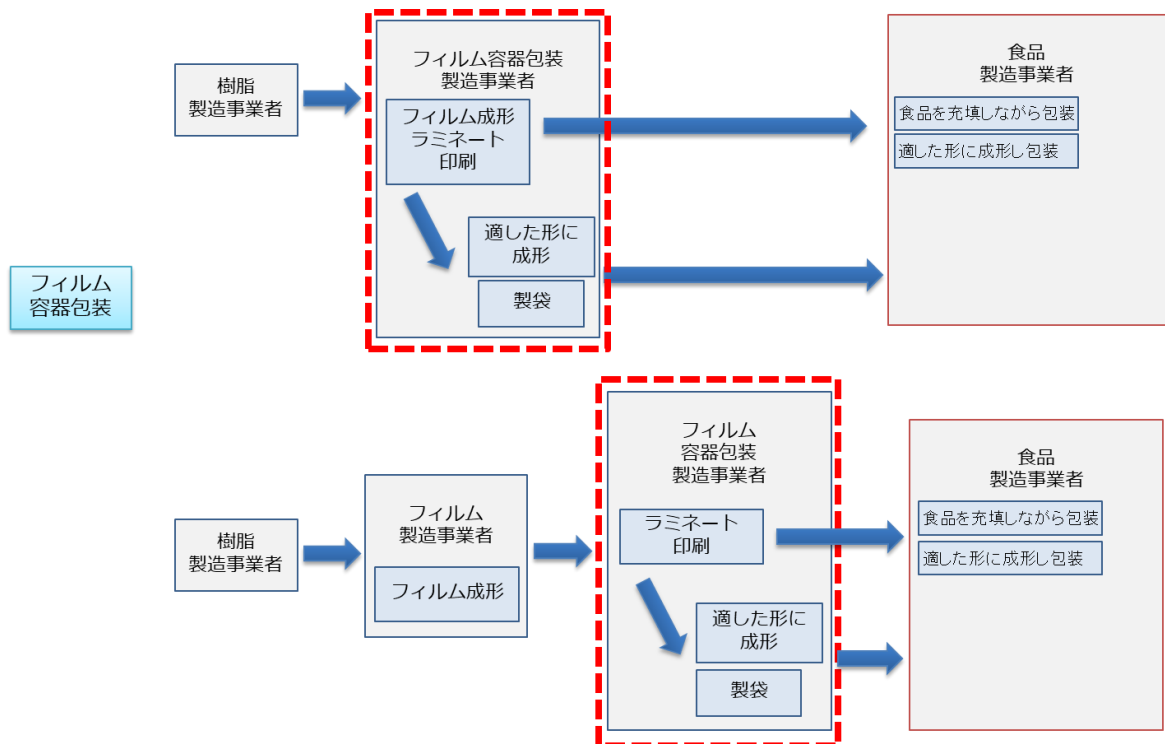 フィルム
容器包装
樹脂
製造事業者
フィルム容器包装
製造事業者
フィルム成形
ラミネート
印刷
適した形に
成形
製袋
食品
製造事業者
食品を充填しながら包装
適した形に成形し包装
樹脂
製造事業者
フィルム
製造事業者
フィルム成形
フィルム
容器包装
製造事業者
ラミネート
印刷
適した形に
成形
製袋
食品
製造事業者
食品を充填しながら包装
適した形に成形し包装